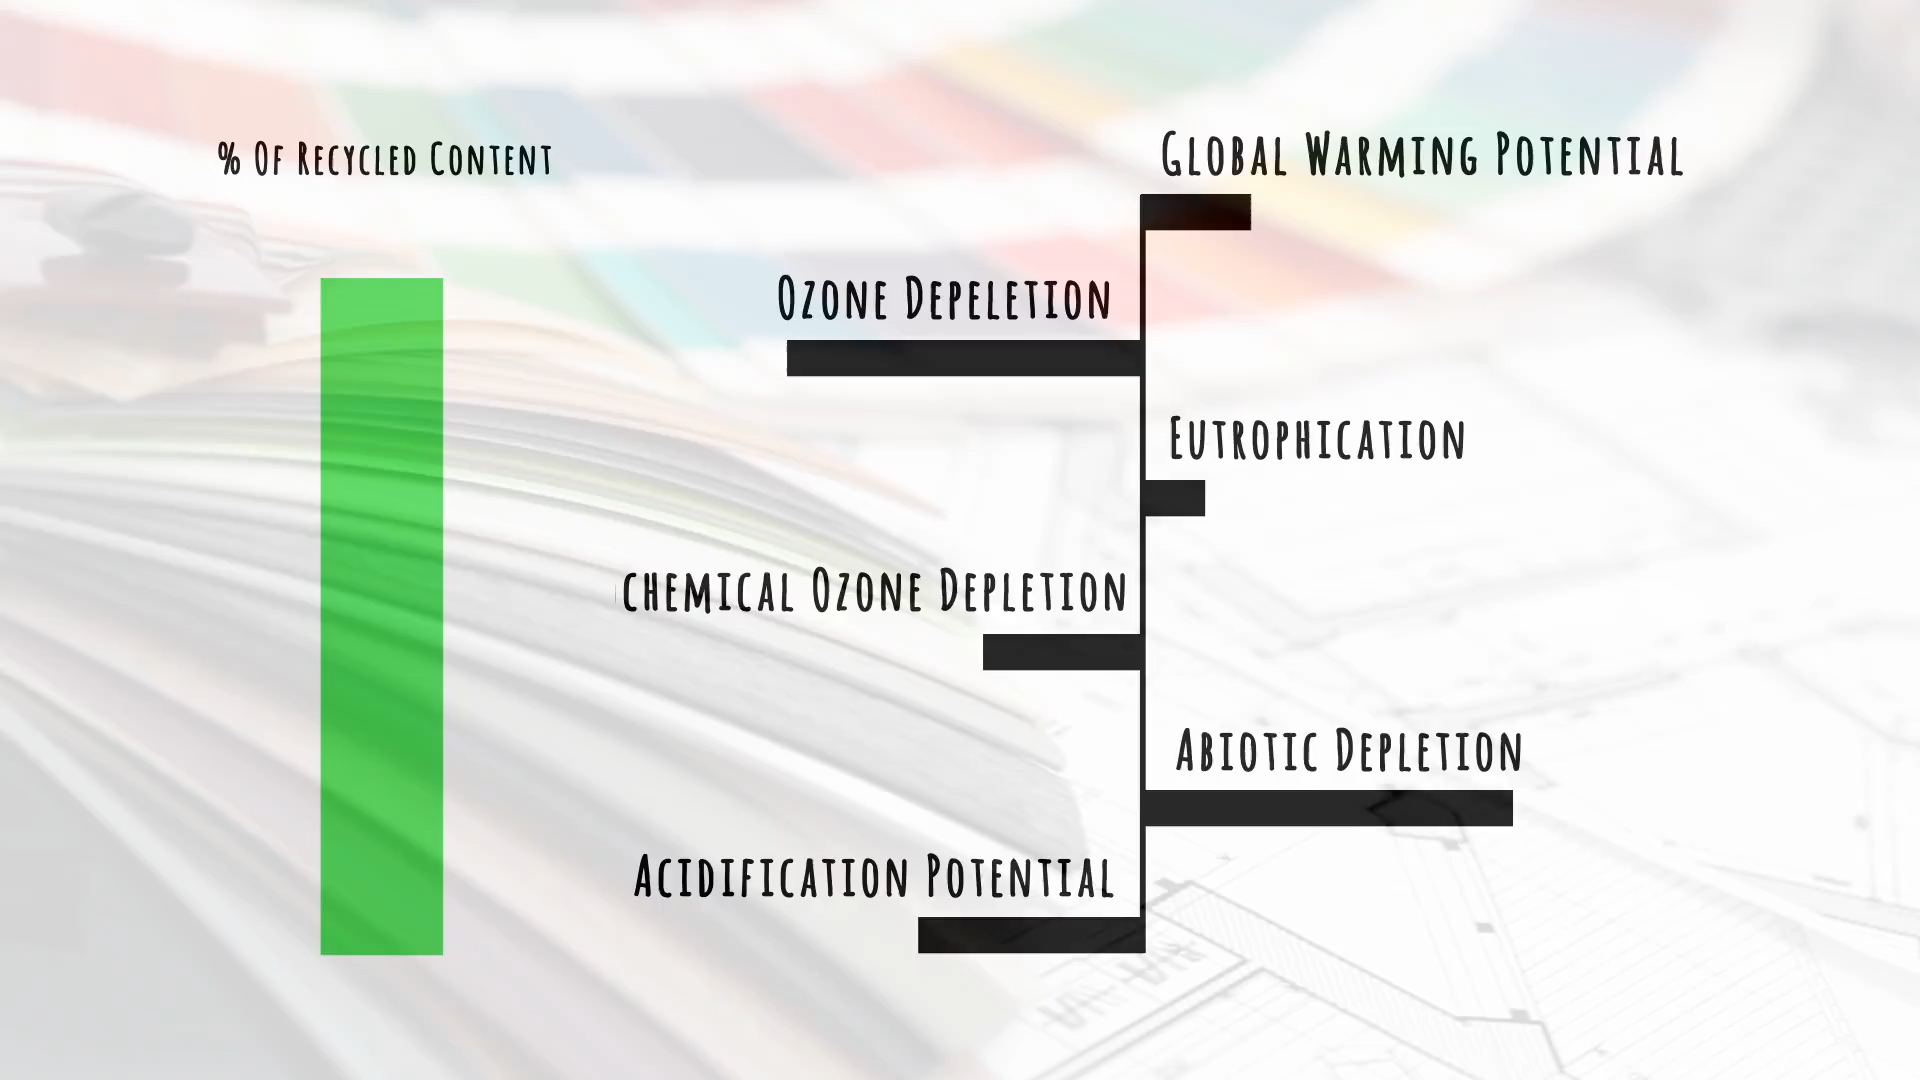 % Of Recycled Content
Global Warming Potential
Ozone Depeletion
Eutrophication
chemical Ozone Depletion
Abiotic Depletion
Acidification Potential